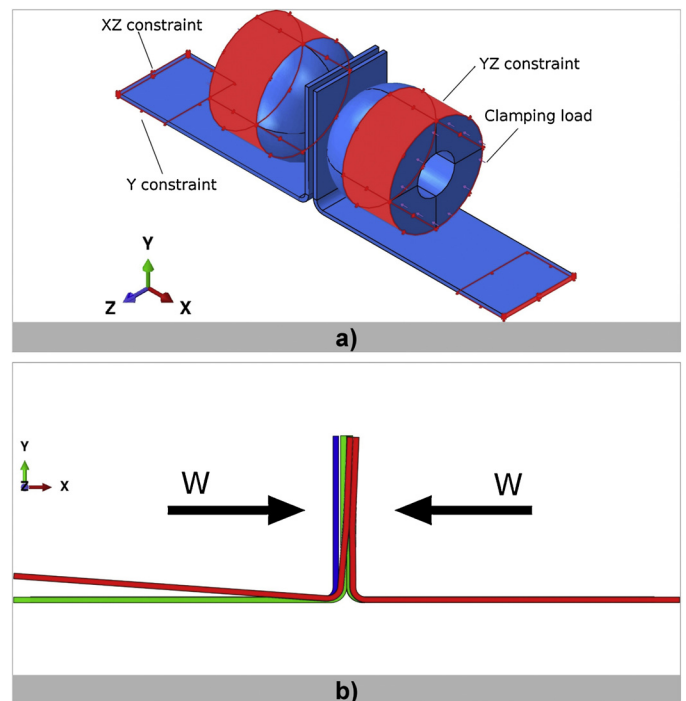 XZ constraint
YZ constraint
Clamping load
Y constraint
Y
Z
X
a)
Y
Z
X
W
W
b)